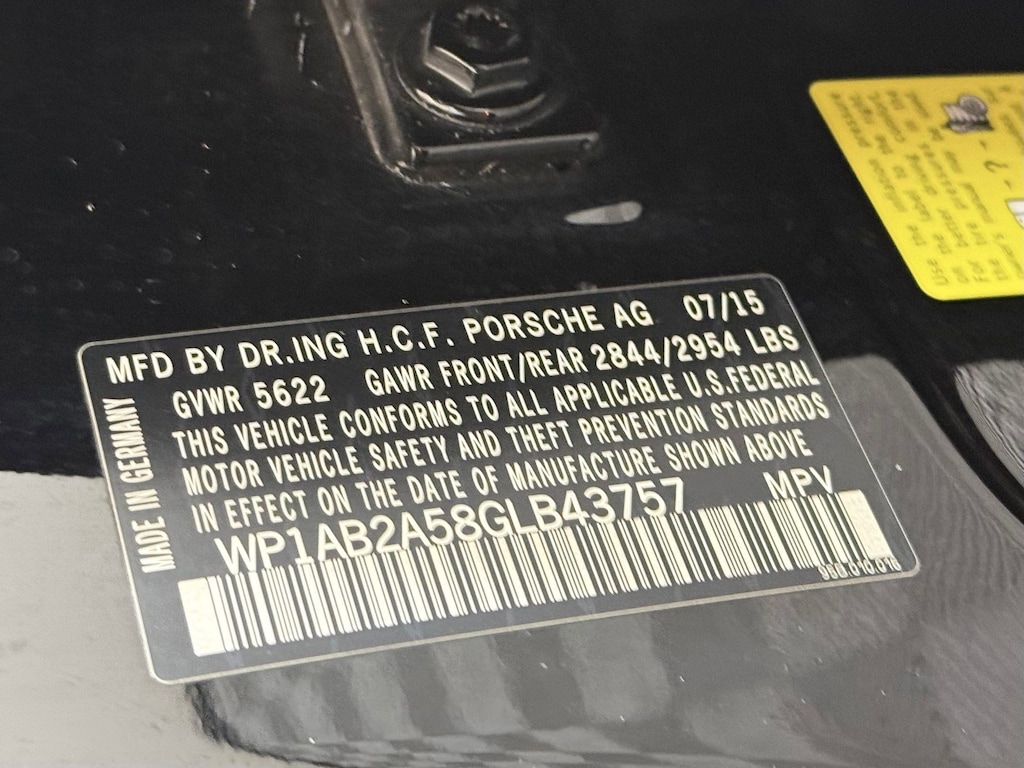 MFD BY DR.ING H.C.F. PORSCHE AG 07/15
GVWR 5622 GAWR FRONT/REAR 2844/2954 LBS
THIS VEHICLE CONFORMS TO ALL APPLICABLE U.S.FEDERAL
MOTOR VEHICLE SAFETY AND THEFT PREVENTION STANDARDS
IN EFFECT ON THE DATE OF MANUFACTURE SHOWN ABOVE
WP1AB2A58GLB43757 MPV
MADE IN GERMANY